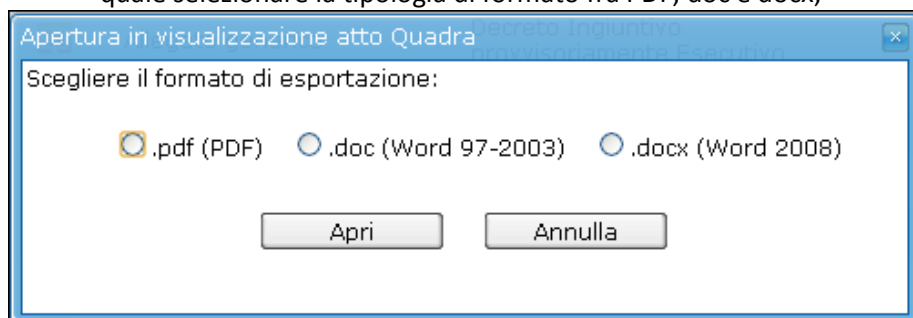 quale selezionare la tipologia di formato fra PDF, doc e docx;
Apertura in visualizzazione atto Quadra
Decreto Ingiuntivo
provvisoriamente Esecutivo
Scegliere il formato di esportazione:
.pdf (PDF) .doc (Word 97-2003) .docx (Word 2008)
Apri Annulla